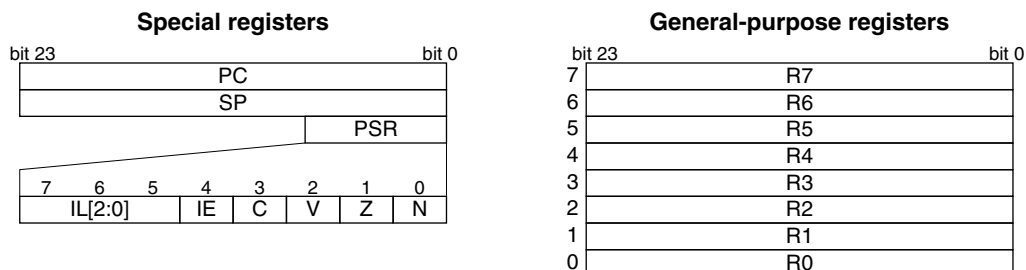 Special registers
bit 23 bit 0
PC
SP
PSR
7 6 5 4 3 2 1 0
IL[2:0] IE C V Z N
General-purpose registers
bit 23 bit 0
7 R7
6 R6
5 R5
4 R4
3 R3
2 R2
1 R1
0 R0